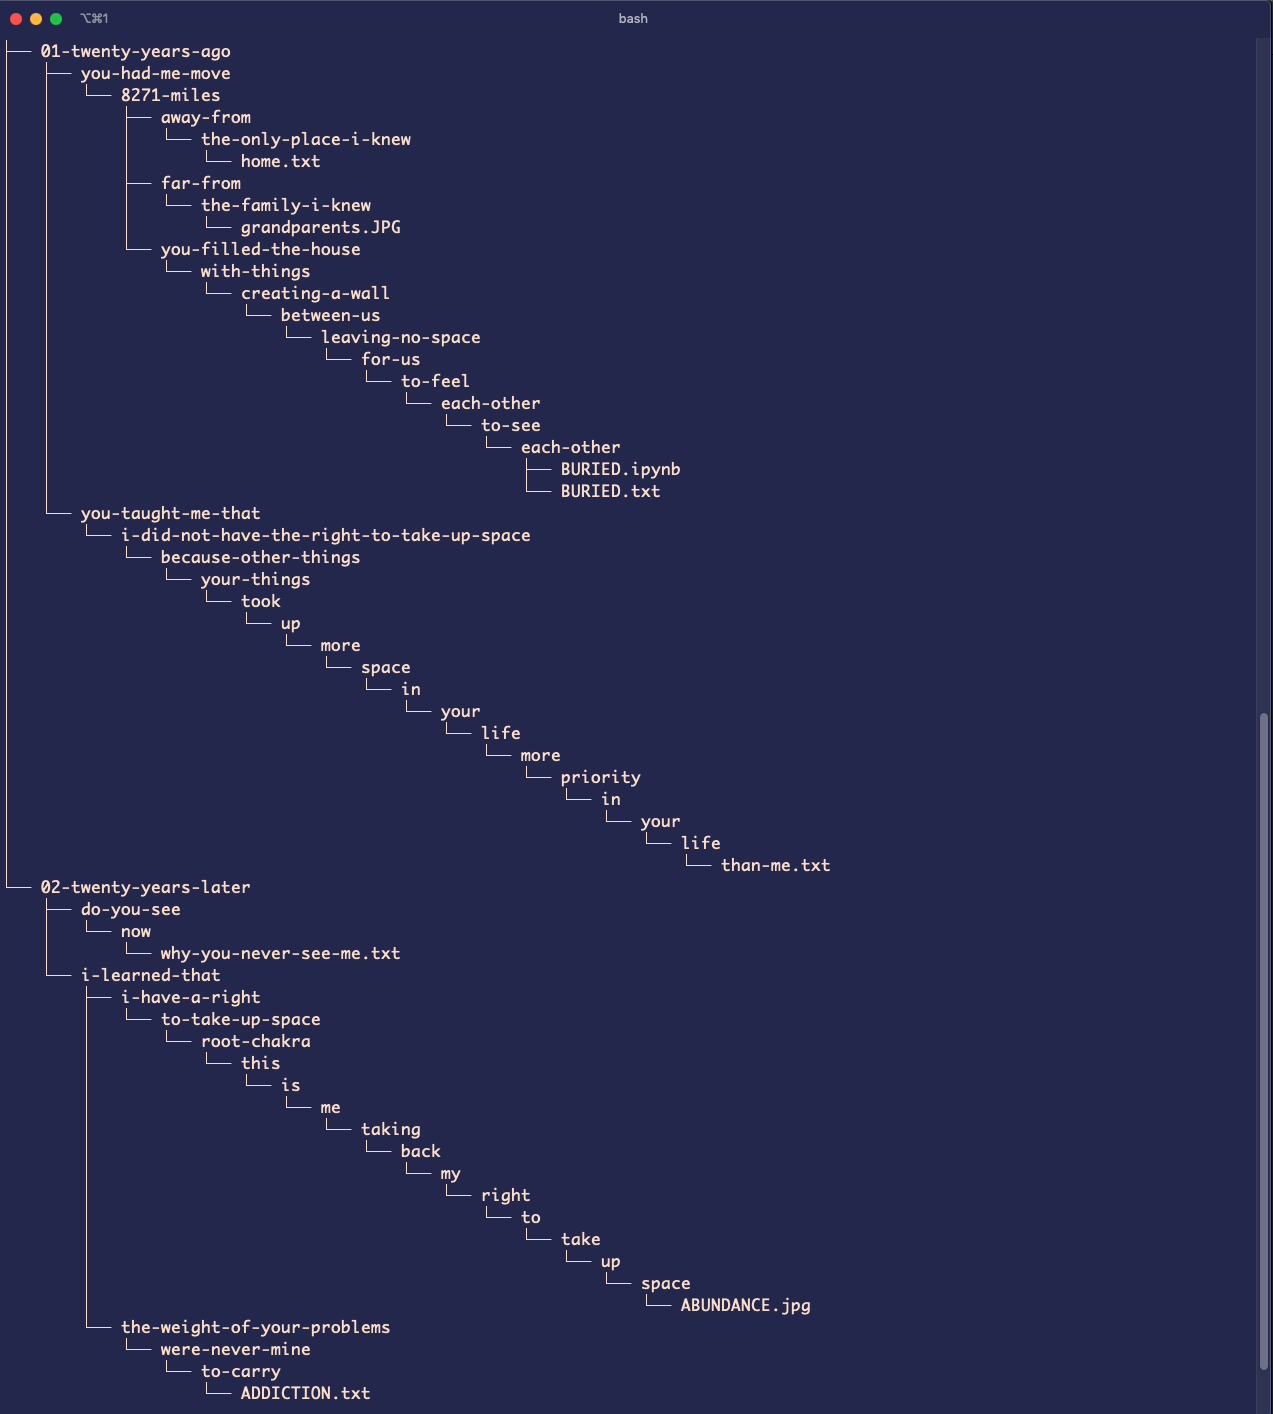 ⌥⌘1
bash
├── 01-twenty-years-ago
│   ├── you-had-me-move
│   │   └── 8271-miles
│   │       ├── away-from
│   │       │   └── the-only-place-i-knew
│   │       │       └── home.txt
│   │       ├── far-from
│   │       │   └── the-family-i-knew
│   │       │       └── grandparents.JPG
│   │       └── you-filled-the-house
│   │           └── with-things
│   │               └── creating-a-wall
│   │                   └── between-us
│   │                       └── leaving-no-space
│   │                           └── for-us
│   │                               └── to-feel
│   │                                   └── each-other
│   │                                       └── to-see
│   │                                           └── each-other
│   │                                               ├── BURIED.ipynb
│   │                                               └── BURIED.txt
│   └── you-taught-me-that
│       └── i-did-not-have-the-right-to-take-up-space
│           └── because-other-things
│               └── your-things
│                   └── took
│                       └── up
│                           └── more
│                               └── space
│                                   └── in
│                                       └── your
│                                           └── life
│                                               └── more
│                                                   └── priority
│                                                       └── in
│                                                           └── your
│                                                               └── life
│                                                                   └── than-me.txt
└── 02-twenty-years-later
    ├── do-you-see
    │   └── now
    │       └── why-you-never-see-me.txt
    └── i-learned-that
        ├── i-have-a-right
        │   └── to-take-up-space
        │       └── root-chakra
        │           └── this
        │               └── is
        │                   └── me
        │                       └── taking
        │                           └── back
        │                               └── my
        │                                   └── right
        │                                       └── to
        │                                           └── take
        │                                               └── up
        │                                                   └── space
        │                                                       └── ABUNDANCE.jpg
        └── the-weight-of-your-problems
            └── were-never-mine
                └── to-carry
                    └── ADDICTION.txt